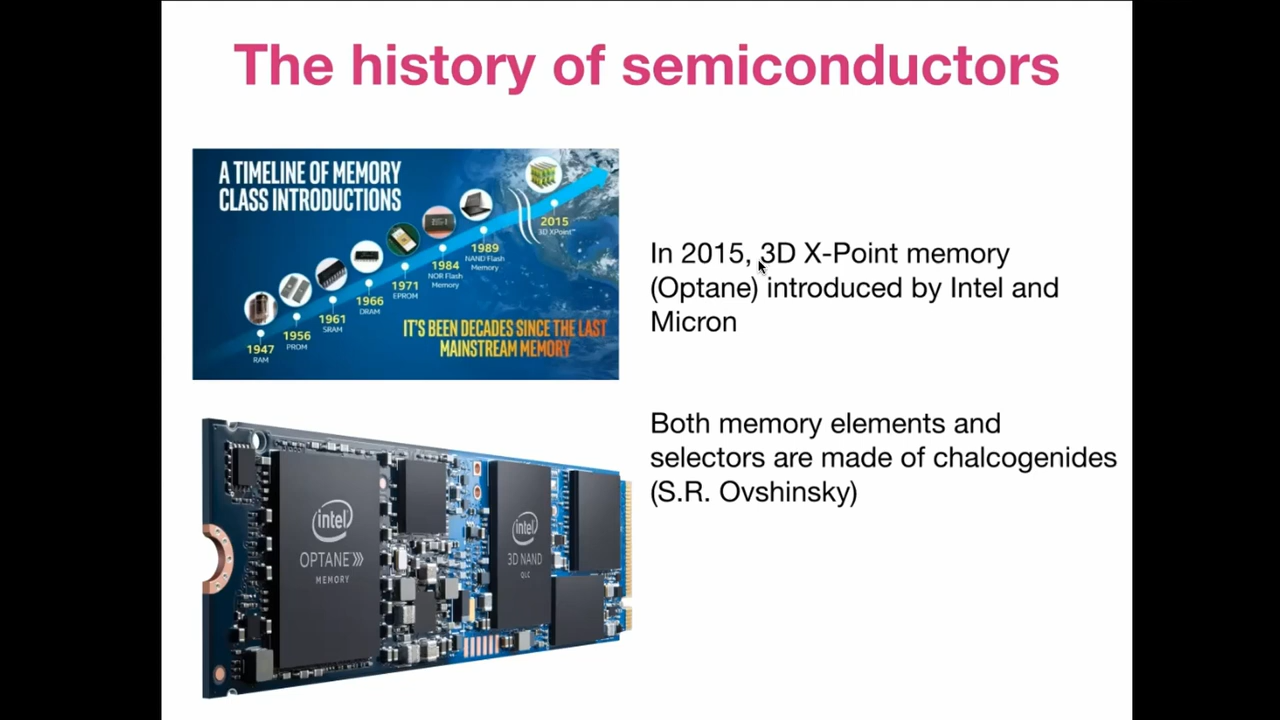 The history of semiconductors
A TIMELINE OF MEMORY
CLASS INTRODUCTIONS
1947
RAM
1956
PROM
1961
SRAM
1966
DRAM
1971
EPROM
1984
NOR Flash
Memory
1989
NAND Flash
Memory
2015
3D XPoint™
IT'S BEEN DECADES SINCE THE LAST
MAINSTREAM MEMORY
In 2015, 3D X-Point memory
(Optane) introduced by Intel and
Micron
Both memory elements and
selectors are made of chalcogenides
(S.R. Ovshinsky)
intel
OPTANE
MEMORY
intel
3D NAND
QLC